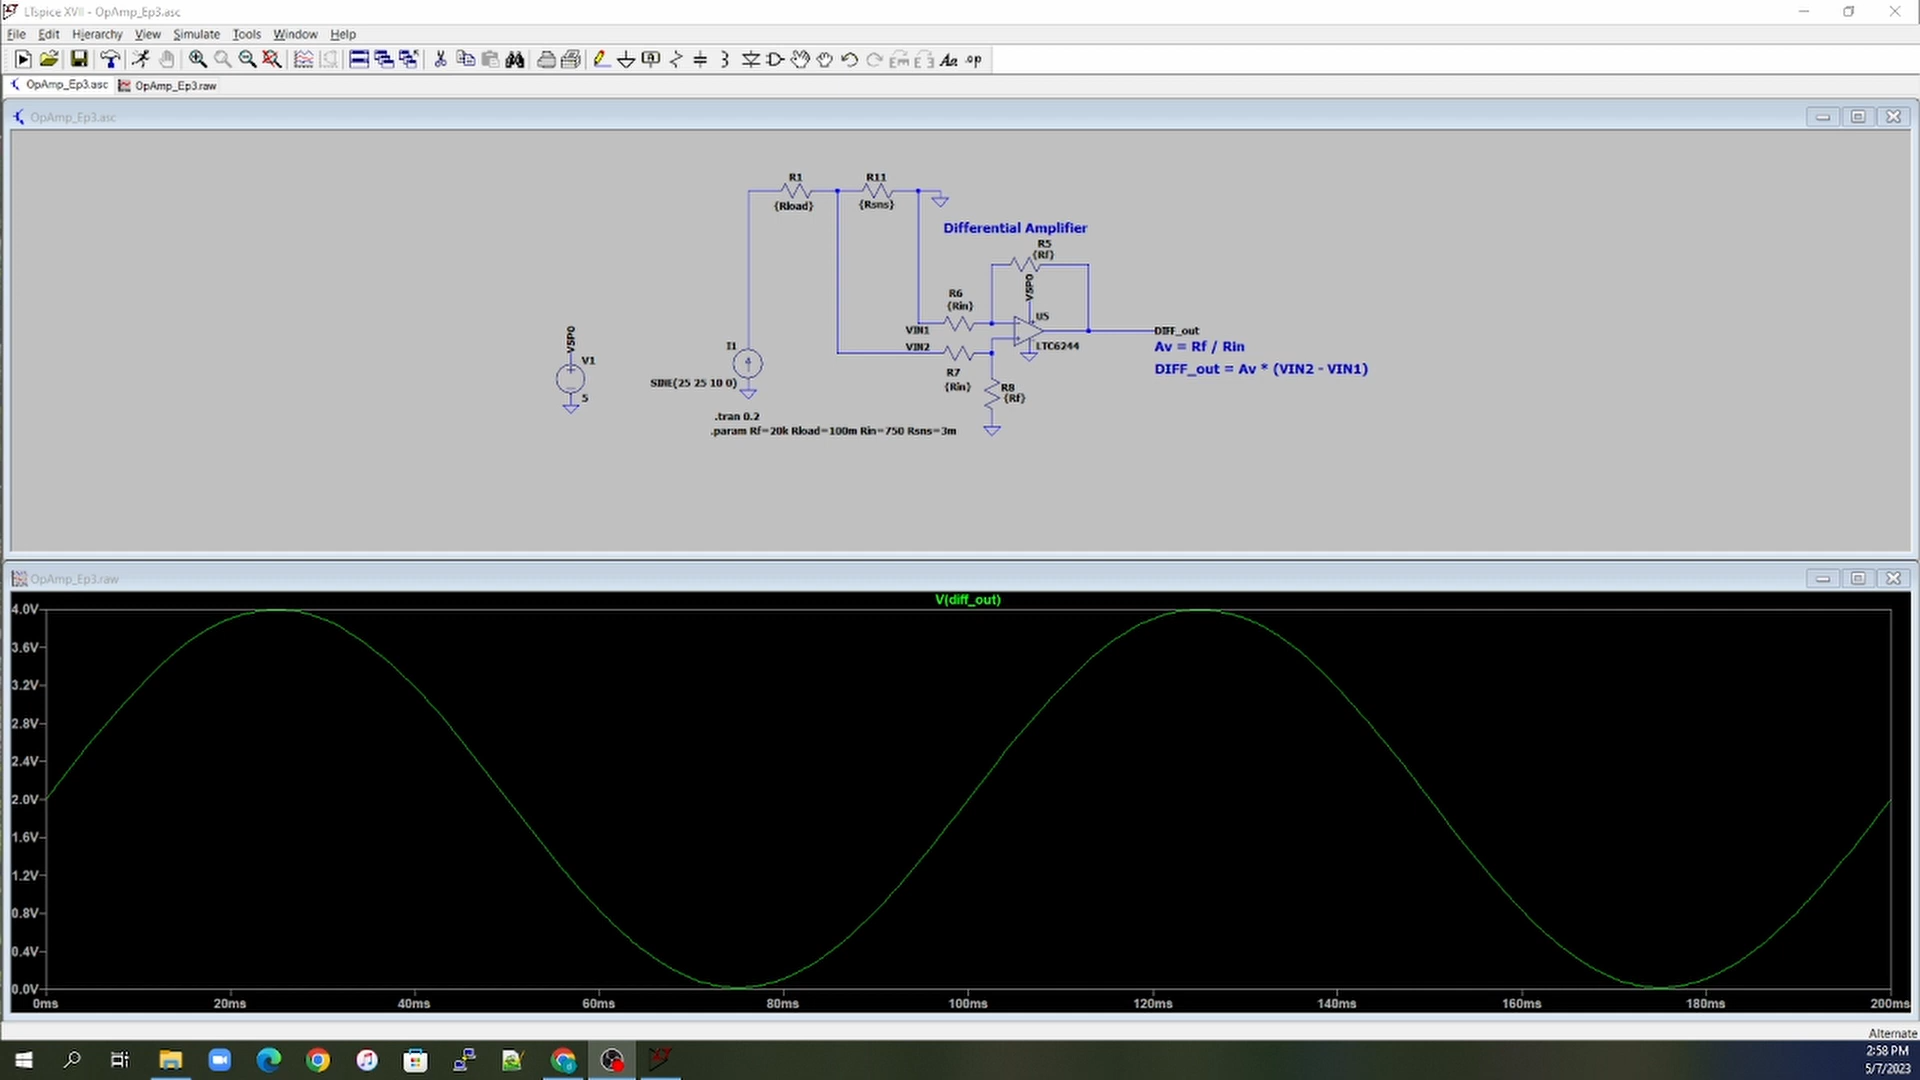 LTspice XVII - OpAmp_Ep3.asc
File Edit Hierarchy View Simulate Tools Window Help
Aa .op
OpAmp_Ep3.asc OpAmp_Ep3.raw
OpAmp_Ep3.asc
R1 R11
{Rload} {Rsns}
Differential Amplifier
R5
{Rf}
VSPO
R6
{Rin}
U5
VIN1
DIFF_out
VIN2
LTC6244
Av = Rf / Rin
DIFF_out = Av * (VIN2 - VIN1)
VSPO
V1
5
I1
SINE(25 25 10 0)
R7
{Rin}
R8
{Rf}
.tran 0.2
.param Rf=20k Rload=100m Rin=750 Rsns=3m
OpAmp_Ep3.raw
V(diff_out)
4.0V
3.6V
3.2V
2.8V
2.4V
2.0V
1.6V
1.2V
0.8V
0.4V
0.0V
0ms 20ms 40ms 60ms 80ms 100ms 120ms 140ms 160ms 180ms 200ms
Alternate
2:58 PM
5/7/2023